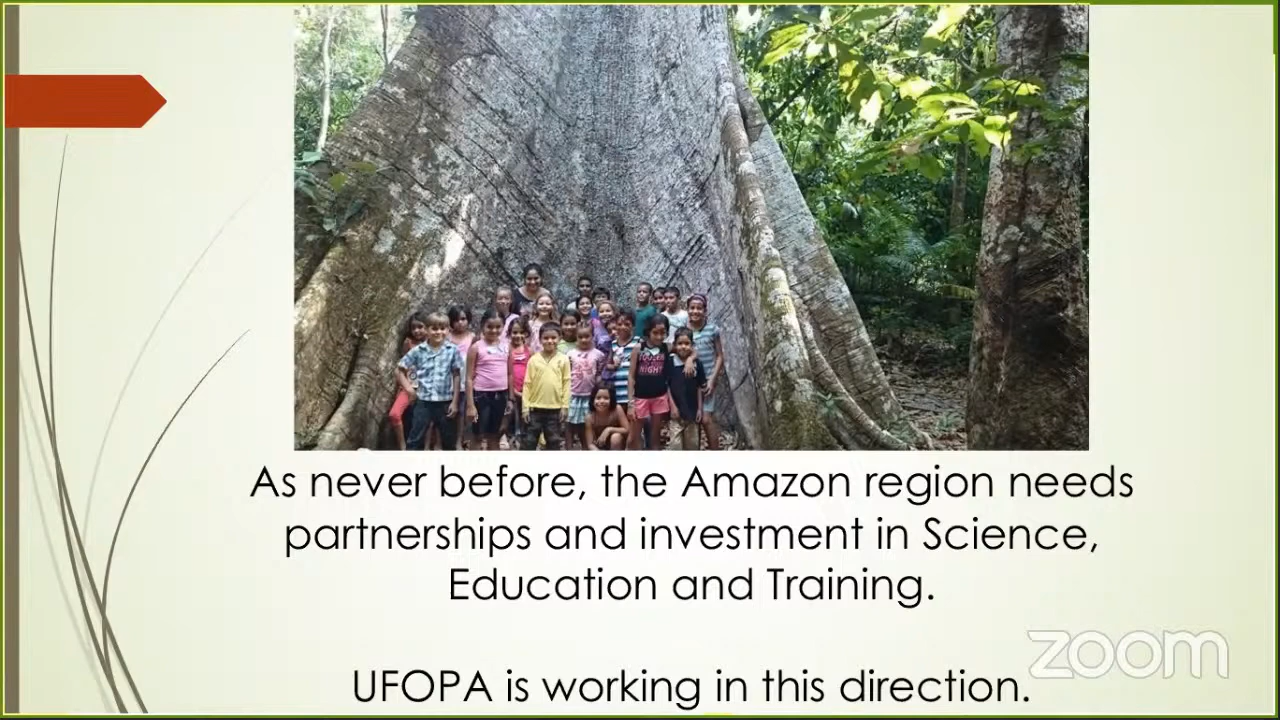 As never before, the Amazon region needs
partnerships and investment in Science,
Education and Training.
UFOPA is working in this direction.
zoom